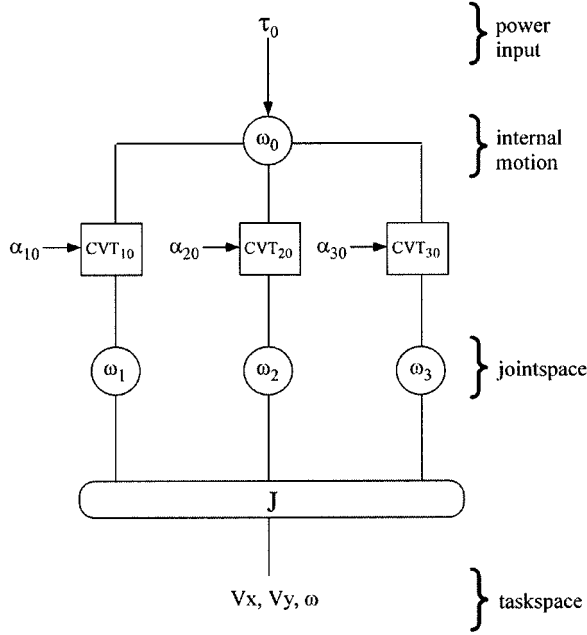 τ₀
power
input
ω₀
internal
motion
α₁₀
CVT₁₀
α₂₀
CVT₂₀
α₃₀
CVT₃₀
ω₁
ω₂
ω₃
jointspace
J
Vx, Vy, ω
taskspace